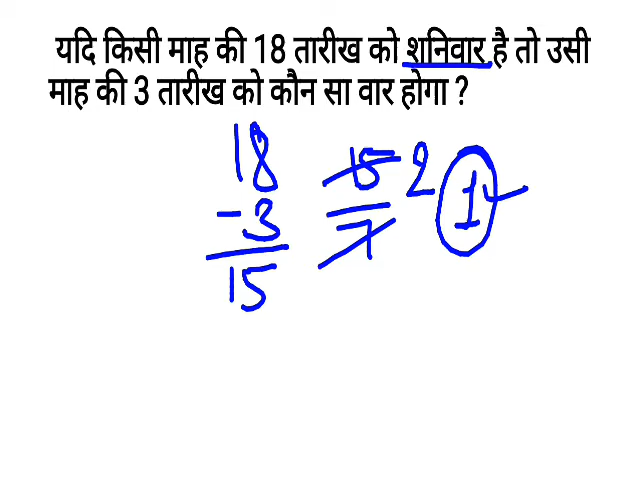 यदि किसी माह की 18 तारीख को शनिवार है तो उसी
माह की 3 तारीख को कौन सा वार होगा ?
18
-3
15
15 2 1
7